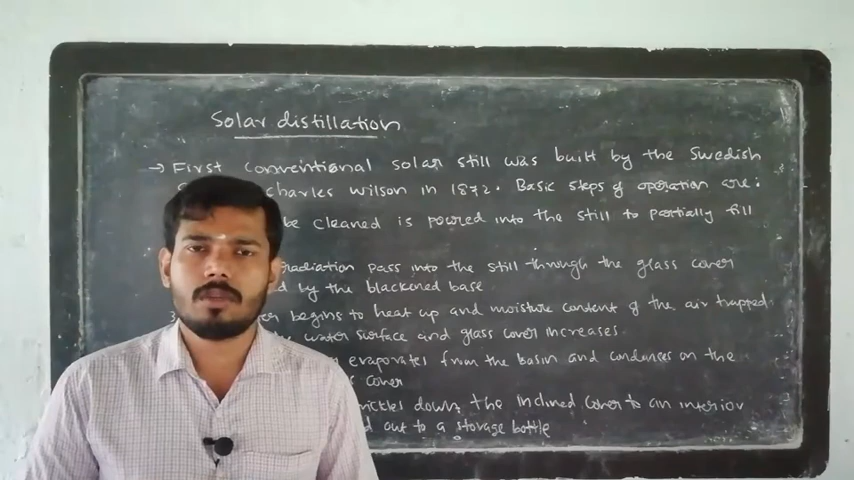 Solar distillation
→ First conventional solar still was built by the Swedish
charles wilson in 1872. Basic steps of operation are:
be cleaned is poured into the still to partially fill
radiation pass into the still through the glass cover
by the blackened base
begins to heat up and moisture content of the air trapped
water surface and glass cover increases.
evaporates from the basin and condenses on the
cover
down, the inclined cover to an interior
out to a storage bottle